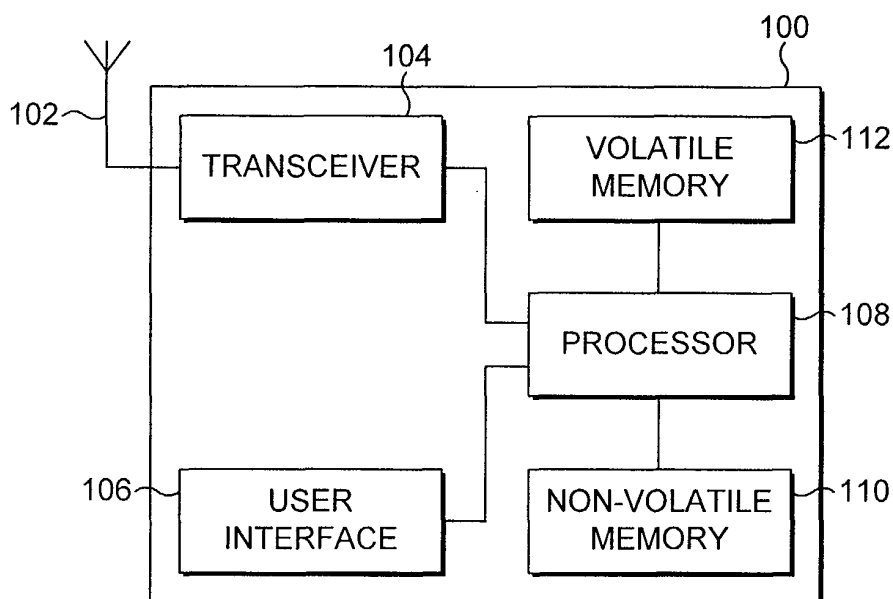 100
104
102
TRANSCEIVER
VOLATILE
MEMORY
112
PROCESSOR
108
106
USER
INTERFACE
NON-VOLATILE
MEMORY
110